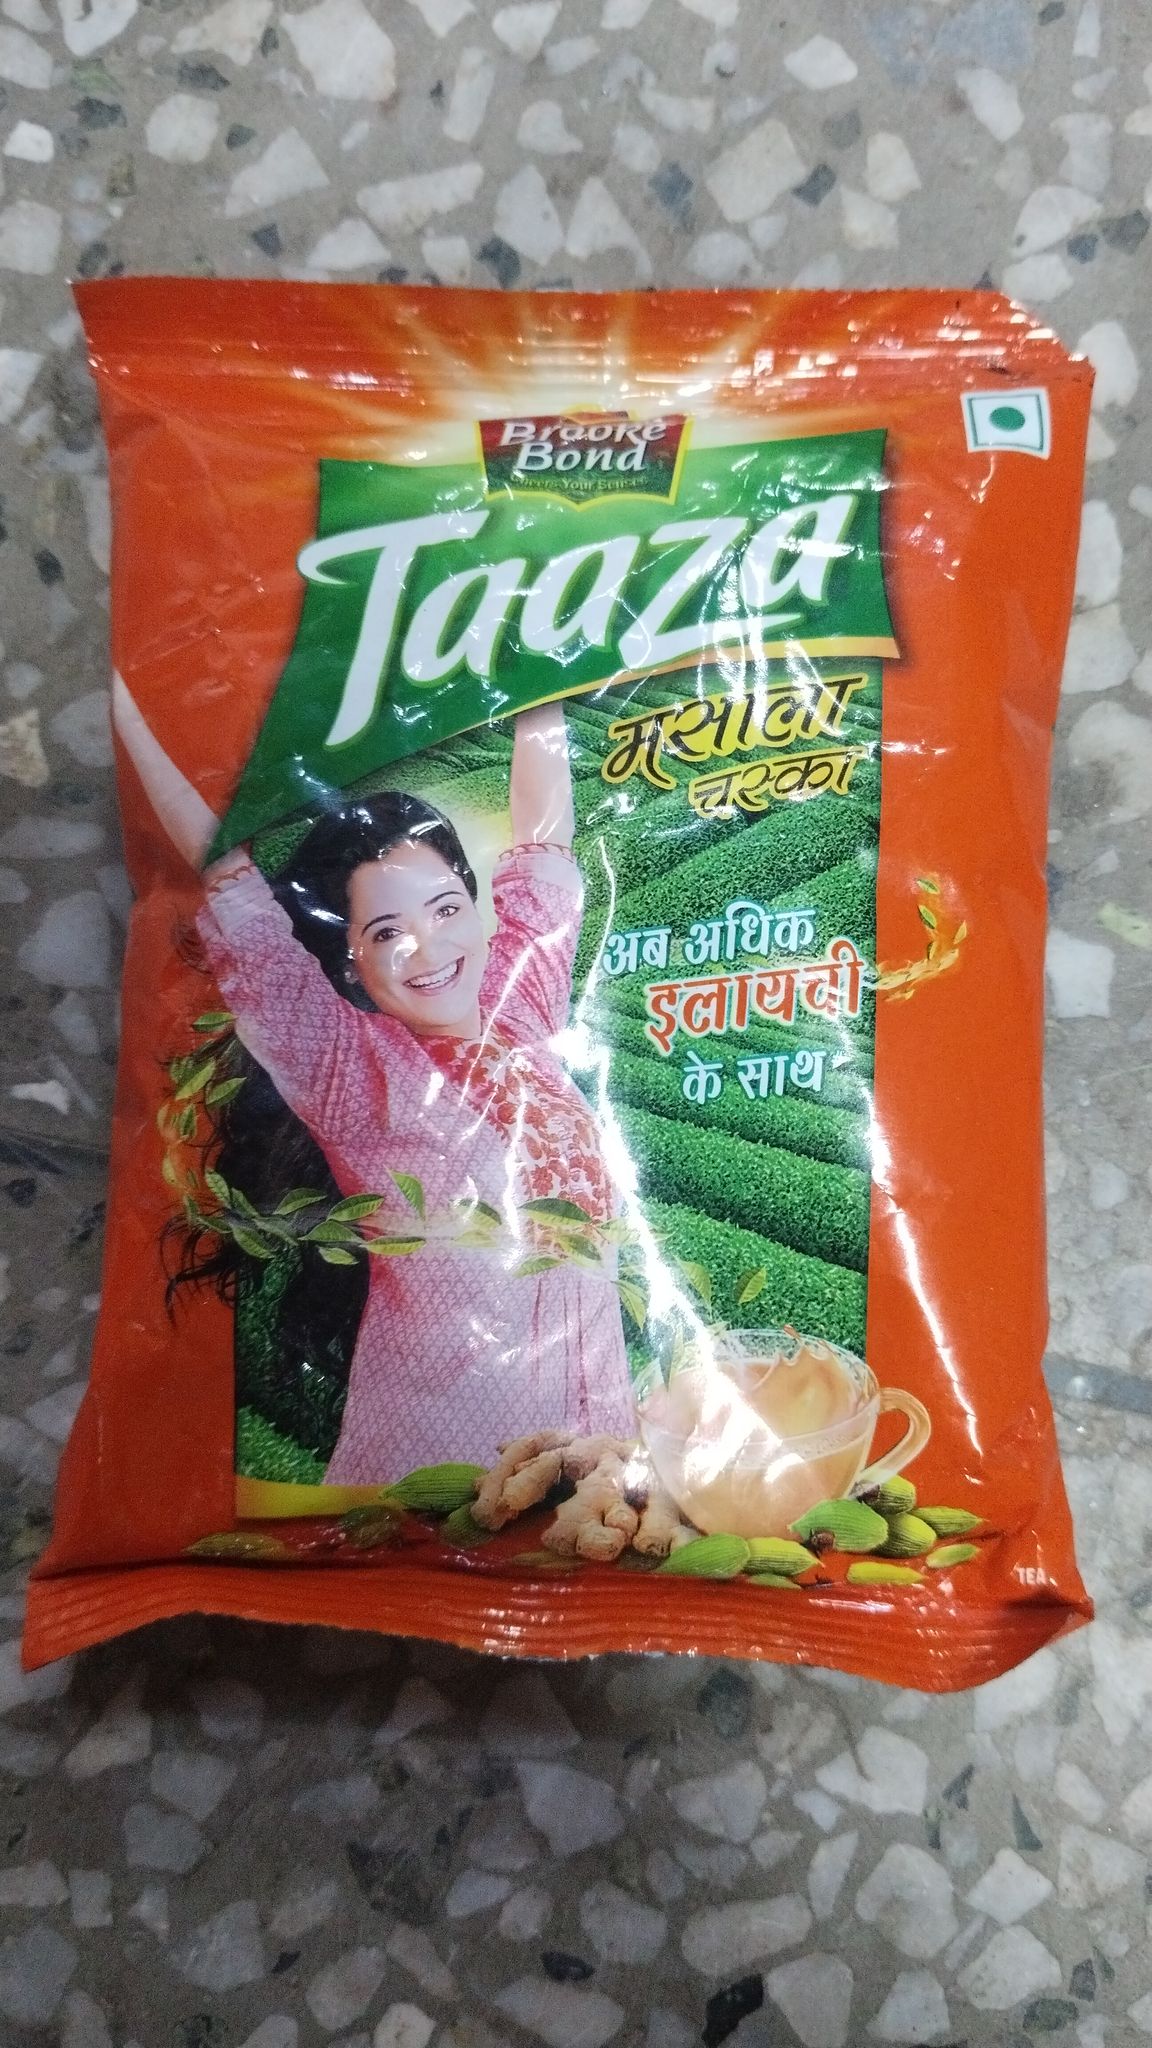 Brooke
Bond
Taaza
मसाला
चस्का
अब अधिक
इलायची
के साथ
TEA